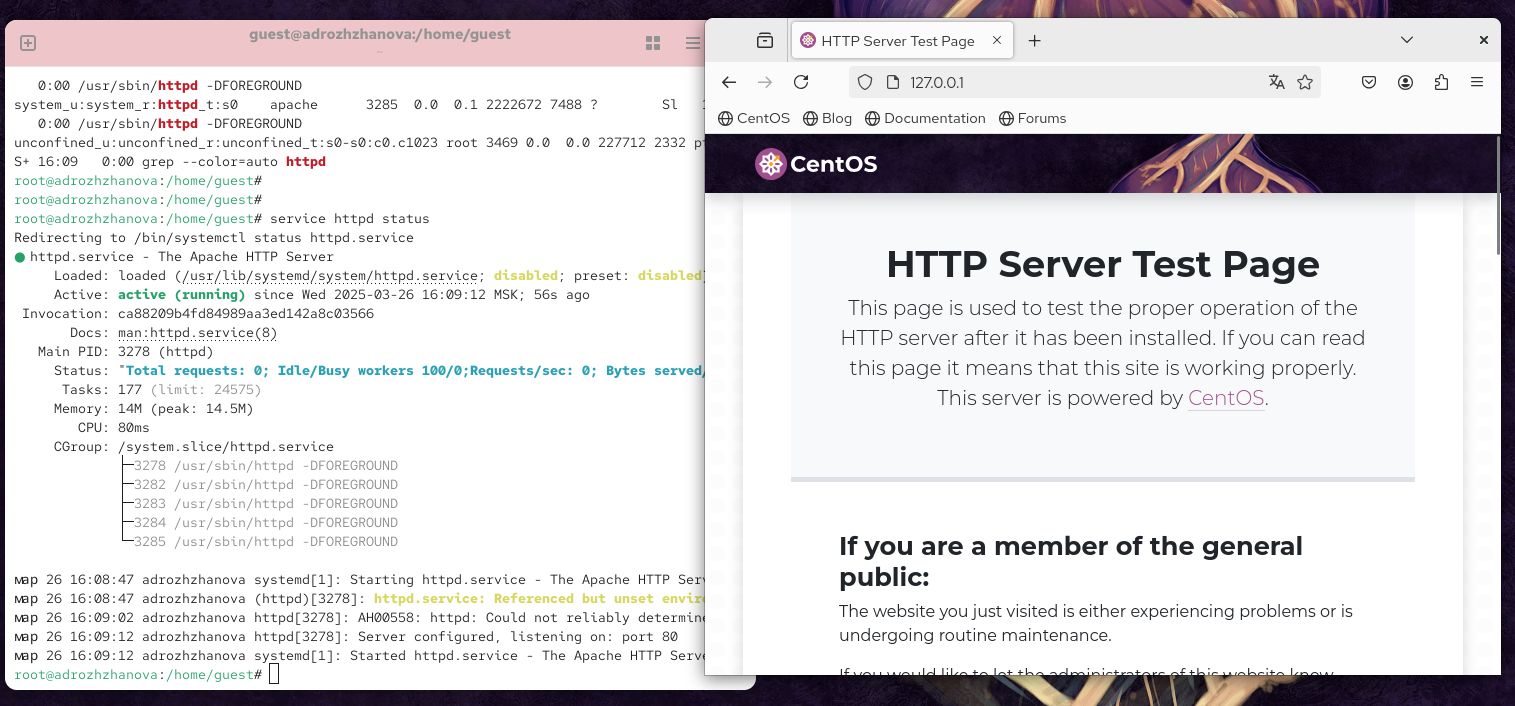 guest@adrozhzhanova:/home/guest
~
0:00 /usr/sbin/httpd -DFOREGROUND
system_u:system_r:httpd_t:s0 apache 3285 0.0 0.1 2222672 7488 ? Sl
0:00 /usr/sbin/httpd -DFOREGROUND
unconfined_u:unconfined_r:unconfined_t:s0-s0:c0.c1023 root 3469 0.0 0.0 227712 2332
S+ 16:09 0:00 grep --color=auto httpd
root@adrozhzhanova:/home/guest#
root@adrozhzhanova:/home/guest#
root@adrozhzhanova:/home/guest# service httpd status
Redirecting to /bin/systemctl status httpd.service
● httpd.service - The Apache HTTP Server
Loaded: loaded (/usr/lib/systemd/system/httpd.service; disabled; preset: disabled)
Active: active (running) since Wed 2025-03-26 16:09:12 MSK; 56s ago
Invocation: ca88209b4fd84989aa3ed142a8c03566
Docs: man:httpd.service(8)
Main PID: 3278 (httpd)
Status: "Total requests: 0; Idle/Busy workers 100/0;Requests/sec: 0; Bytes served/
Tasks: 177 (limit: 24575)
Memory: 14M (peak: 14.5M)
CPU: 80ms
CGroup: /system.slice/httpd.service
├─3278 /usr/sbin/httpd -DFOREGROUND
├─3282 /usr/sbin/httpd -DFOREGROUND
├─3283 /usr/sbin/httpd -DFOREGROUND
├─3284 /usr/sbin/httpd -DFOREGROUND
└─3285 /usr/sbin/httpd -DFOREGROUND
мар 26 16:08:47 adrozhzhanova systemd[1]: Starting httpd.service - The Apache HTTP Serv
мар 26 16:08:47 adrozhzhanova (httpd)[3278]: httpd.service: Referenced but unset enviro
мар 26 16:09:02 adrozhzhanova httpd[3278]: AH00558: httpd: Could not reliably determine
мар 26 16:09:12 adrozhzhanova httpd[3278]: Server configured, listening on: port 80
мар 26 16:09:12 adrozhzhanova systemd[1]: Started httpd.service - The Apache HTTP Serve
root@adrozhzhanova:/home/guest#
HTTP Server Test Page
127.0.0.1
CentOS Blog Documentation Forums
CentOS
HTTP Server Test Page
This page is used to test the proper operation of the
HTTP server after it has been installed. If you can read
this page it means that this site is working properly.
This server is powered by CentOS.
If you are a member of the general
public:
The website you just visited is either experiencing problems or is
undergoing routine maintenance.
If you would like to let the administrators of this website know